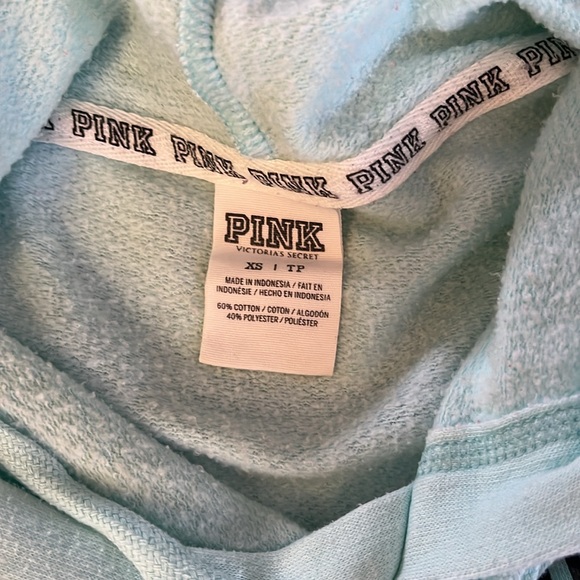 PINK PINK PINK PINK PINK PINK
PINK
VICTORIA'S SECRET
XS | TP
MADE IN INDONESIA / FAIT EN
INDONÉSIE / HECHO EN INDONESIA
60% COTTON / COTON / ALGODÓN
40% POLYESTER / POLIÉSTER